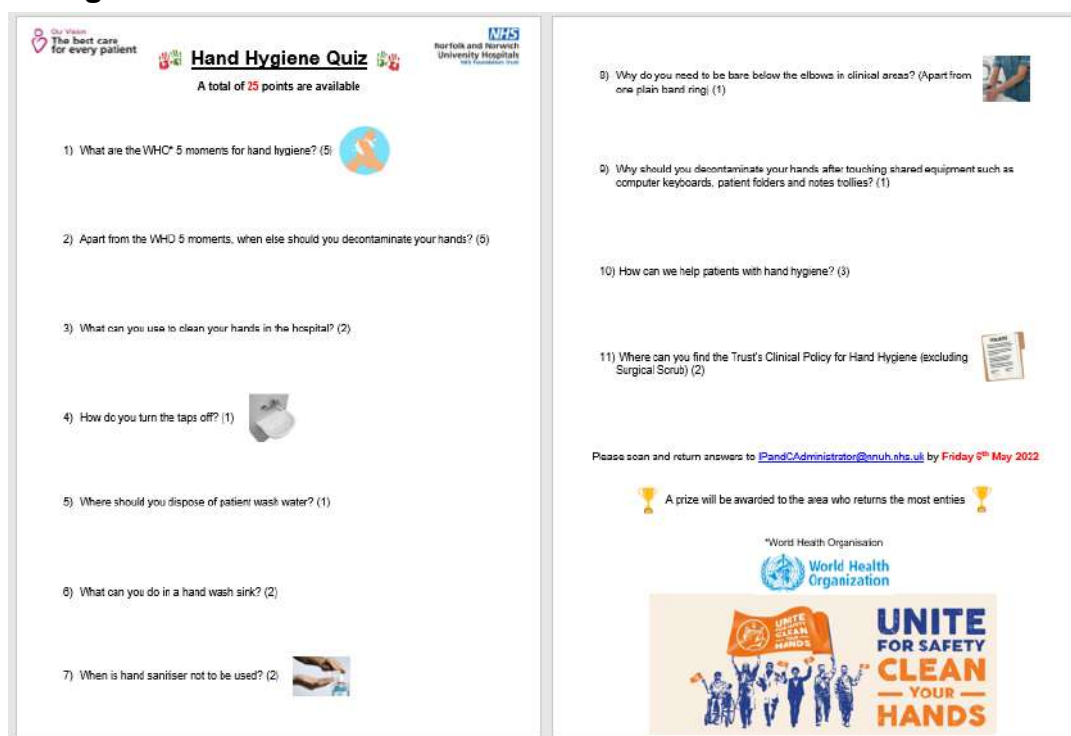 Our Vision
The best care
for every patient
Hand Hygiene Quiz
NHS
Norfolk and Norwich
University Hospitals
NHS Foundation Trust
A total of 25 points are available
1) What are the WHO* 5 moments for hand hygiene? (5)
2) Apart from the WHO 5 moments, when else should you decontaminate your hands? (5)
3) What can you use to clean your hands in the hospital? (2)
4) How do you turn the taps off? (1)
5) Where should you dispose of patient wash water? (1)
6) What can you do in a hand wash sink? (2)
7) When is hand sanitiser not to be used? (2)
8) Why do you need to be bare below the elbows in clinical areas? (Apart from
one plain band ring) (1)
9) Why should you decontaminate your hands after touching shared equipment such as
computer keyboards, patient folders and notes trollies? (1)
10) How can we help patients with hand hygiene? (3)
11) Where can you find the Trust's Clinical Policy for Hand Hygiene (excluding
Surgical Scrub) (2)
Please scan and return answers to IPandCAdministrator@nnuh.nhs.uk by Friday 6th May 2022
A prize will be awarded to the area who returns the most entries
*World Health Organisation
World Health
Organization
UNITE
FOR SAFETY
CLEAN
YOUR
HANDS
UNITE
FOR SAFETY
CLEAN
YOUR
HANDS